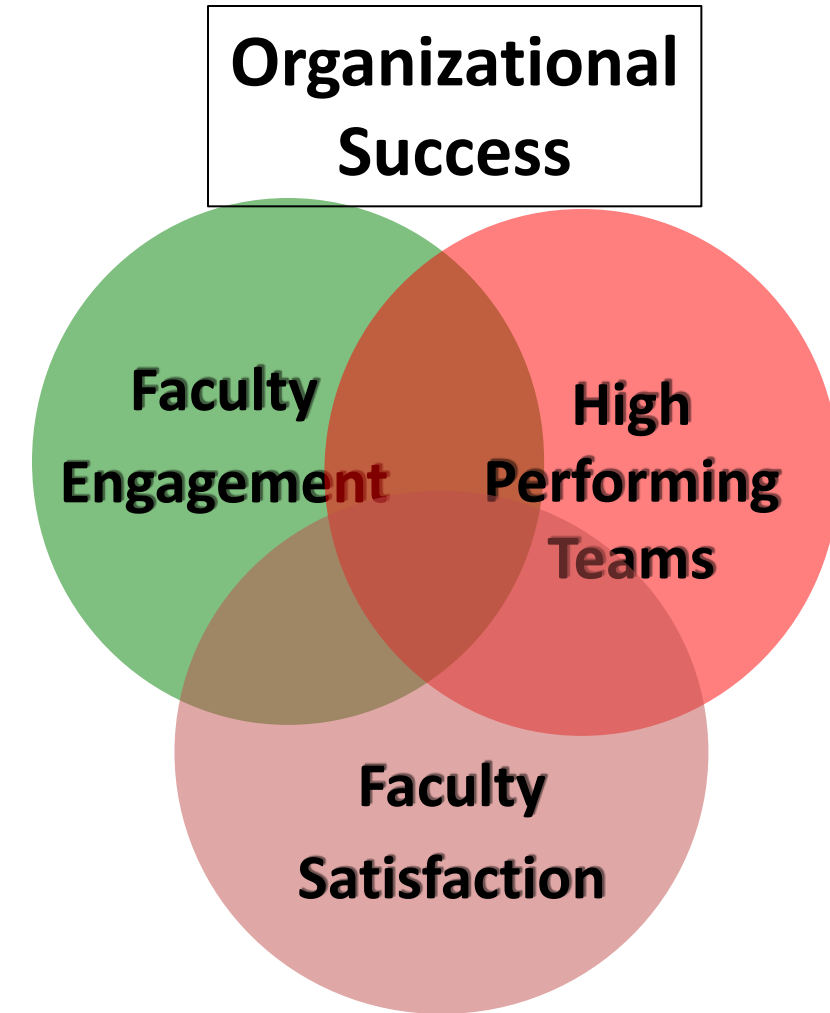 Organizational
Success
Faculty
Engagement
High
Performing
Teams
Faculty
Satisfaction